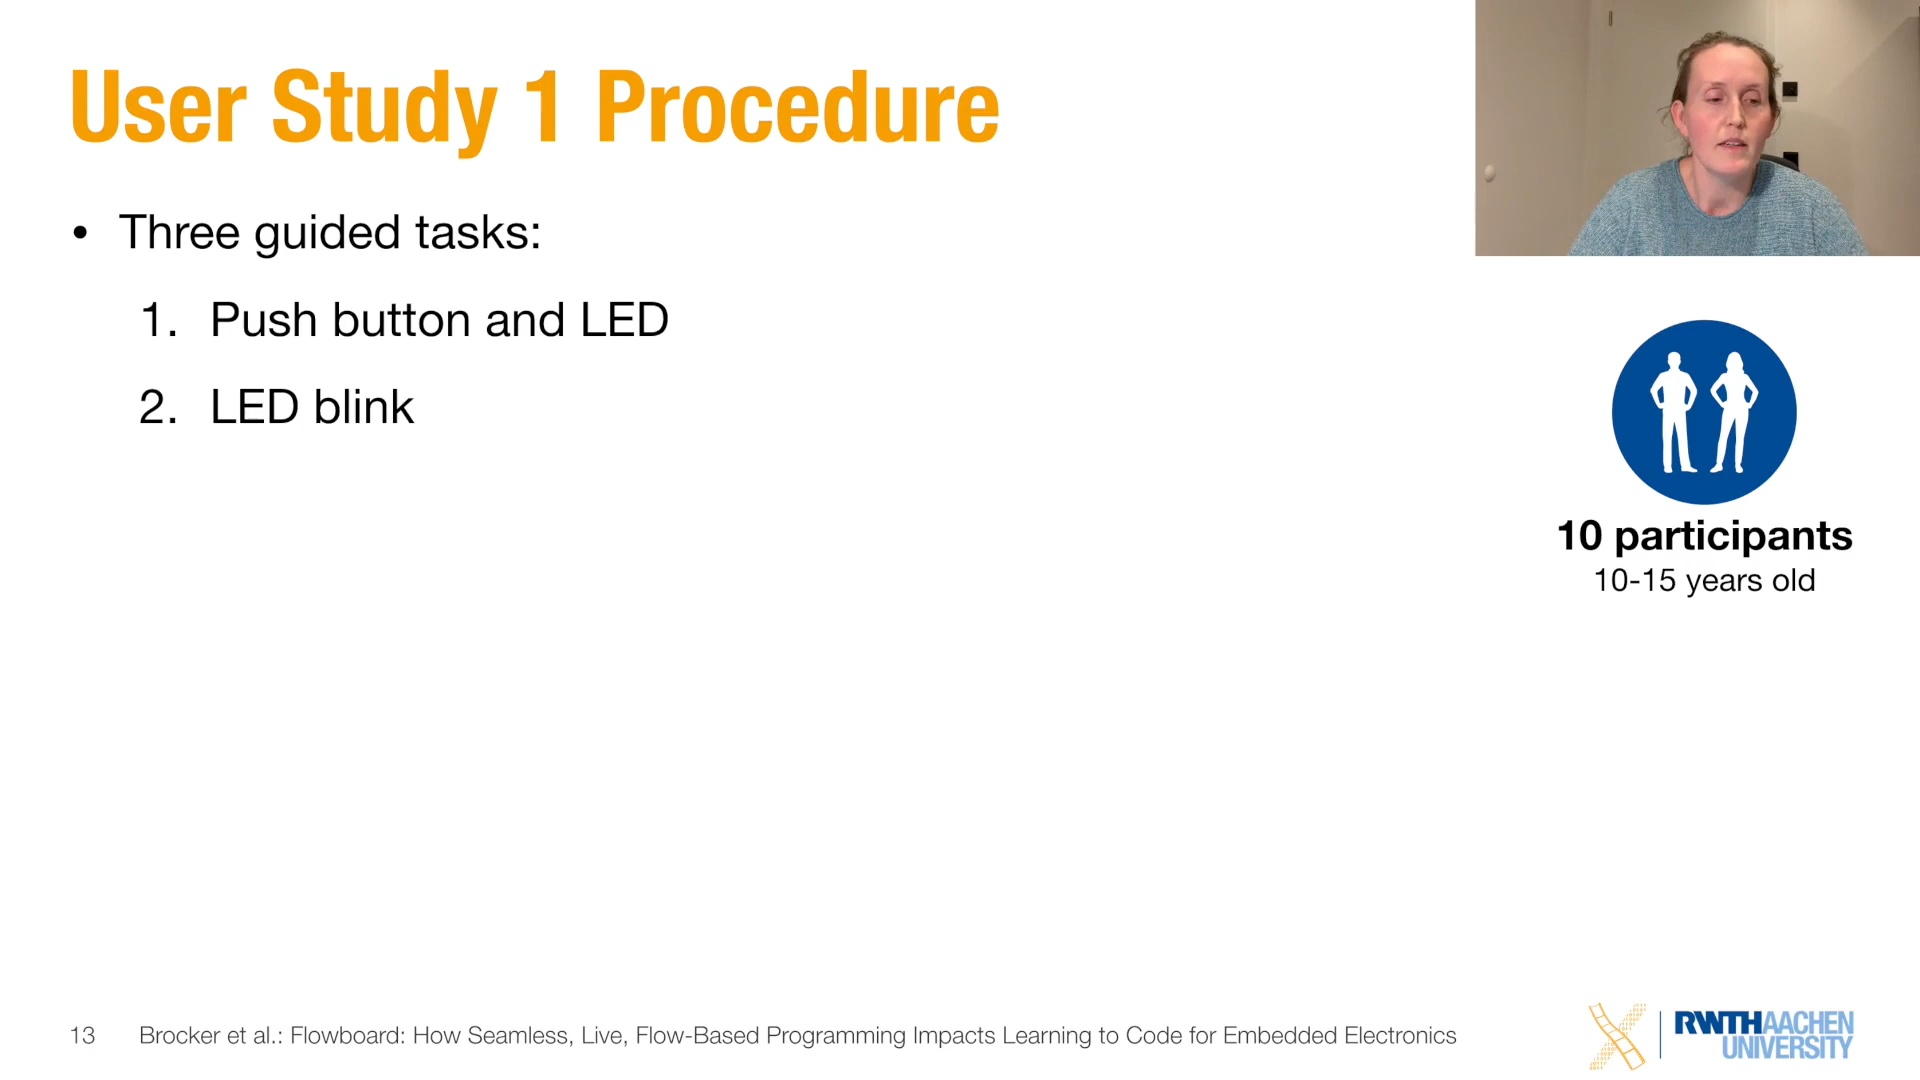 User Study 1 Procedure
• Three guided tasks:
1. Push button and LED
2. LED blink
10 participants
10-15 years old
13 Brocker et al.: Flowboard: How Seamless, Live, Flow-Based Programming Impacts Learning to Code for Embedded Electronics
RWTHAACHEN
UNIVERSITY